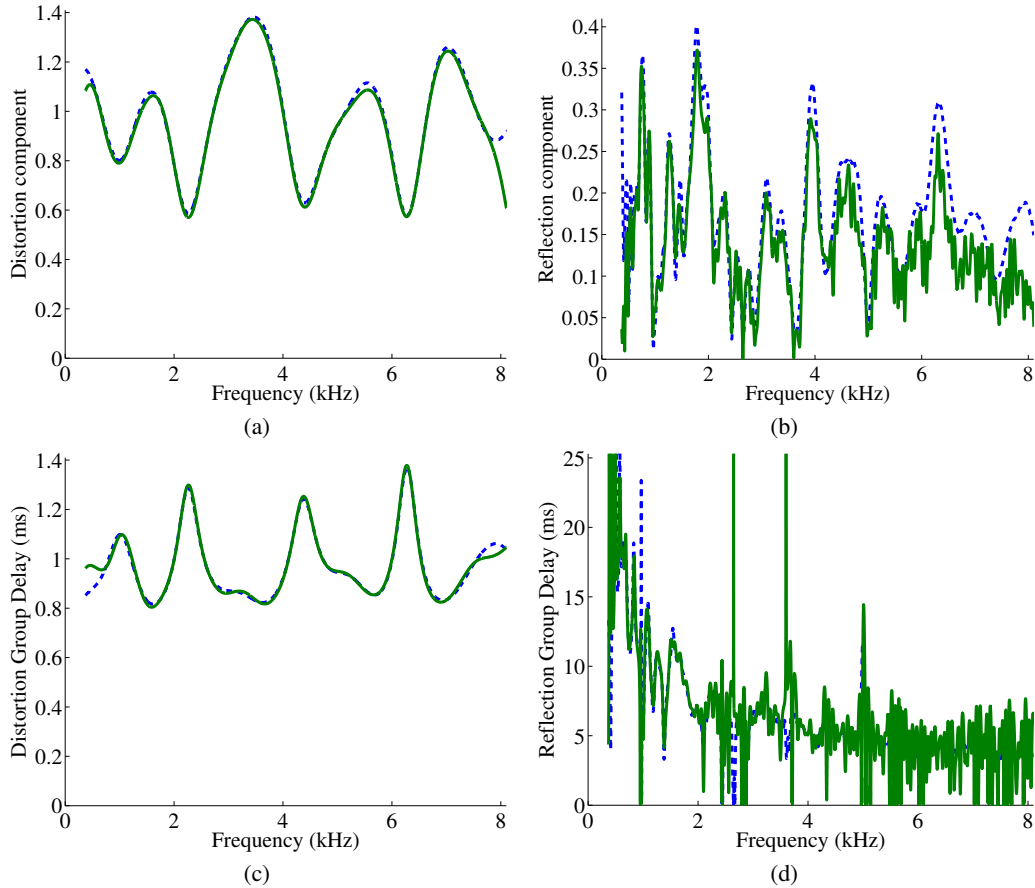 1.4
1.2
1
0.8
0.6
0.4
0.2
0
Distortion component
0 2 4 6 8
Frequency (kHz)
(a)
0.4
0.35
0.3
0.25
0.2
0.15
0.1
0.05
0
Reflection component
0 2 4 6 8
Frequency (kHz)
(b)
1.4
1.2
1
0.8
0.6
0.4
0.2
0
Distortion Group Delay (ms)
0 2 4 6 8
Frequency (kHz)
(c)
25
20
15
10
5
0
Reflection Group Delay (ms)
0 2 4 6 8
Frequency (kHz)
(d)